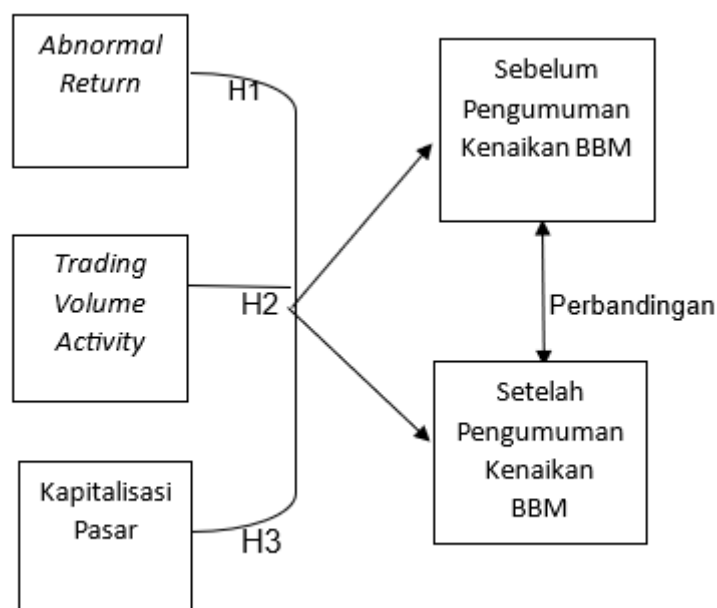 Abnormal
Return
H1
Trading
Volume
Activity
H2
Kapitalisasi
Pasar
H3
Sebelum
Pengumuman
Kenaikan BBM
Perbandingan
Setelah
Pengumuman
Kenaikan
BBM